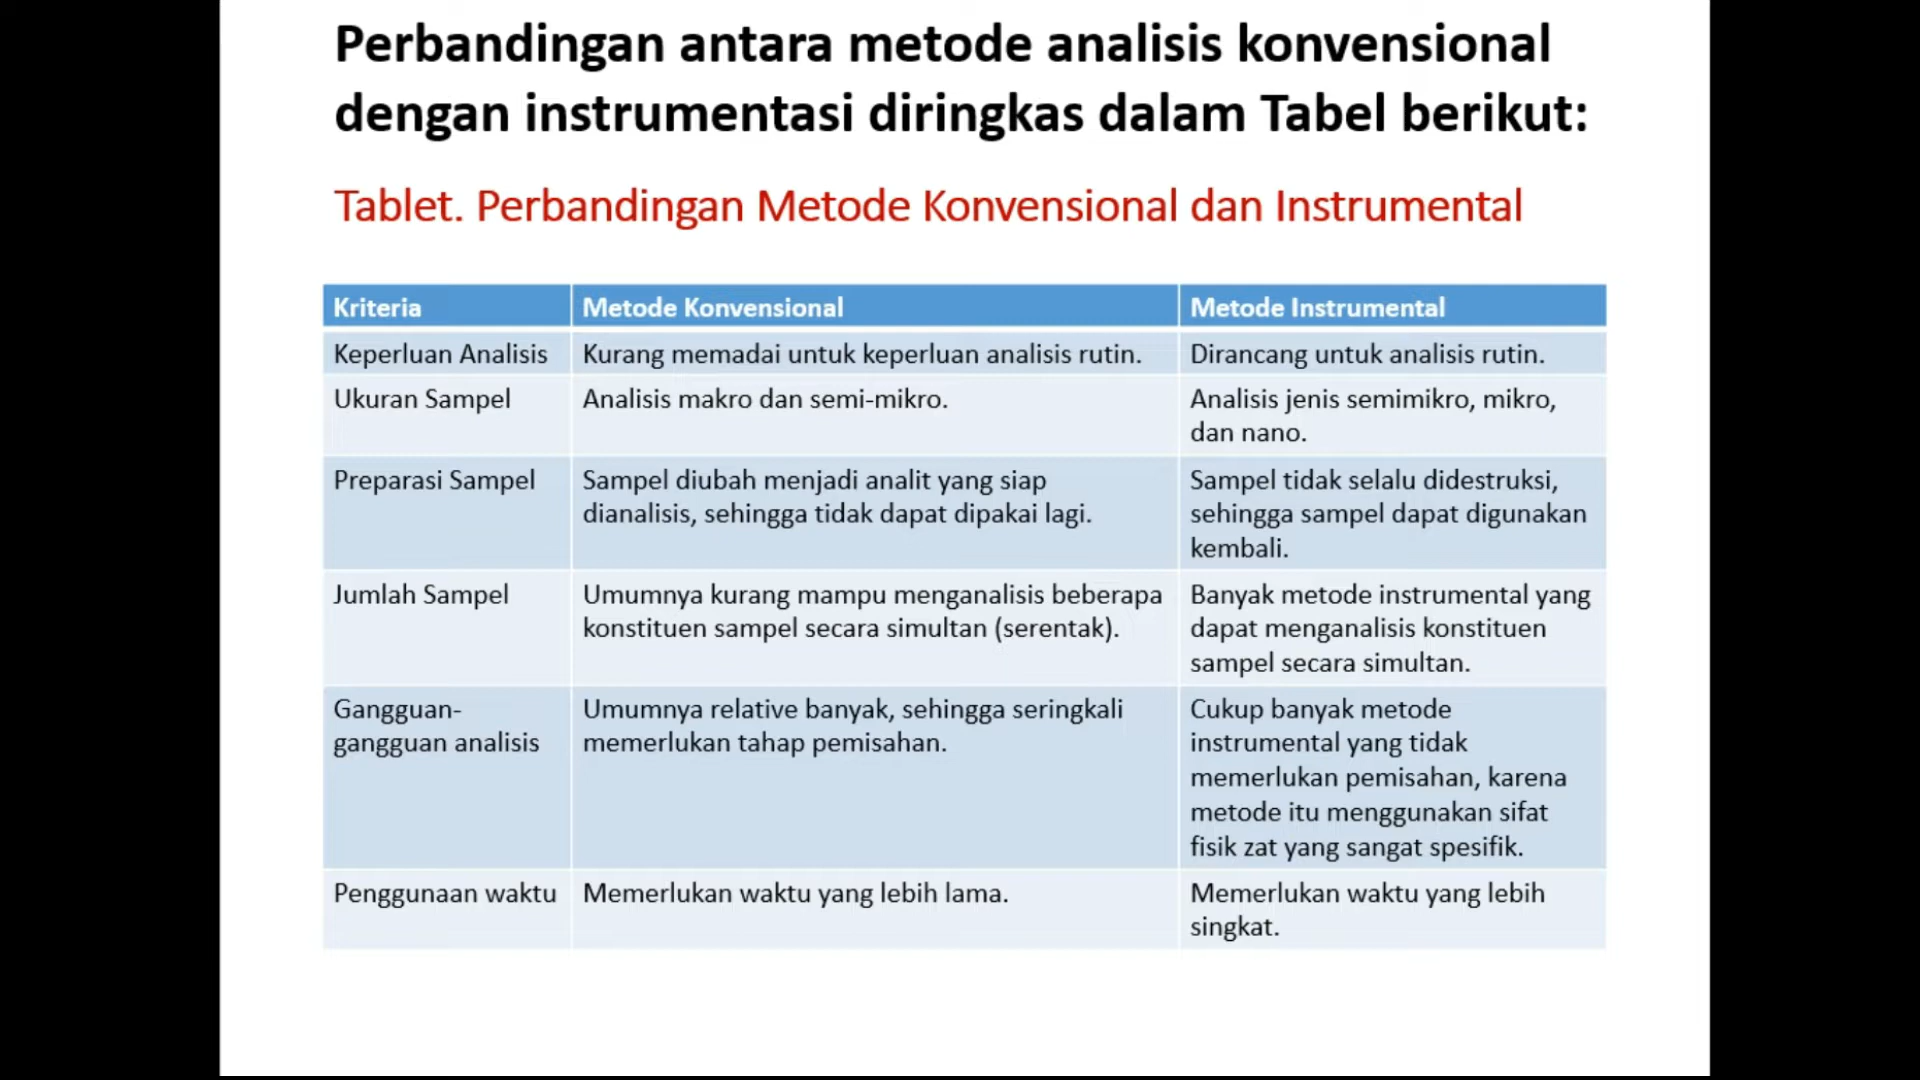 Perbandingan antara metode analisis konvensional
dengan instrumentasi diringkas dalam Tabel berikut:
Tablet. Perbandingan Metode Konvensional dan Instrumental
Kriteria
Metode Konvensional
Metode Instrumental
Keperluan Analisis
Kurang memadai untuk keperluan analisis rutin.
Dirancang untuk analisis rutin.
Ukuran Sampel
Analisis makro dan semi-mikro.
Analisis jenis semimikro, mikro,
dan nano.
Preparasi Sampel
Sampel diubah menjadi analit yang siap
dianalisis, sehingga tidak dapat dipakai lagi.
Sampel tidak selalu didestruksi,
sehingga sampel dapat digunakan
kembali.
Jumlah Sampel
Umumnya kurang mampu menganalisis beberapa
konstituen sampel secara simultan (serentak).
Banyak metode instrumental yang
dapat menganalisis konstituen
sampel secara simultan.
Gangguan-
gangguan analisis
Umumnya relative banyak, sehingga seringkali
memerlukan tahap pemisahan.
Cukup banyak metode
instrumental yang tidak
memerlukan pemisahan, karena
metode itu menggunakan sifat
fisik zat yang sangat spesifik.
Penggunaan waktu
Memerlukan waktu yang lebih lama.
Memerlukan waktu yang lebih
singkat.